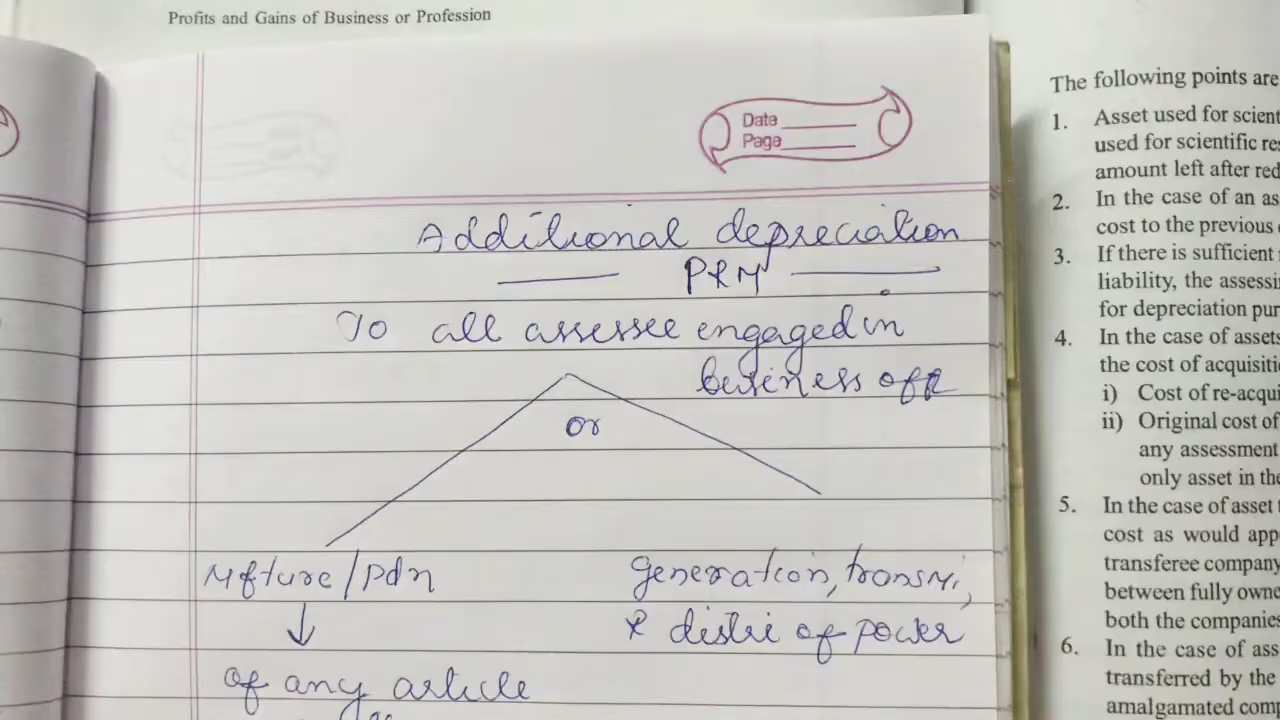 Profits and Gains of Business or Profession
Date
Page
Additional depreciation
P&M
To all assessee engaged in
business of
or
Mfture/Pdn
of any article
generation, transmi,
& distri of power
The following points are
1. Asset used for scient
used for scientific res
amount left after red
2. In the case of an as
cost to the previous
3. If there is sufficient
liability, the assessi
for depreciation pur
4. In the case of assets
the cost of acquisiti
i) Cost of re-acqui
ii) Original cost of
any assessment
only asset in the
5. In the case of asset
cost as would app
transferee company
between fully owne
both the companies
6. In the case of ass
transferred by the
amalgamated comp